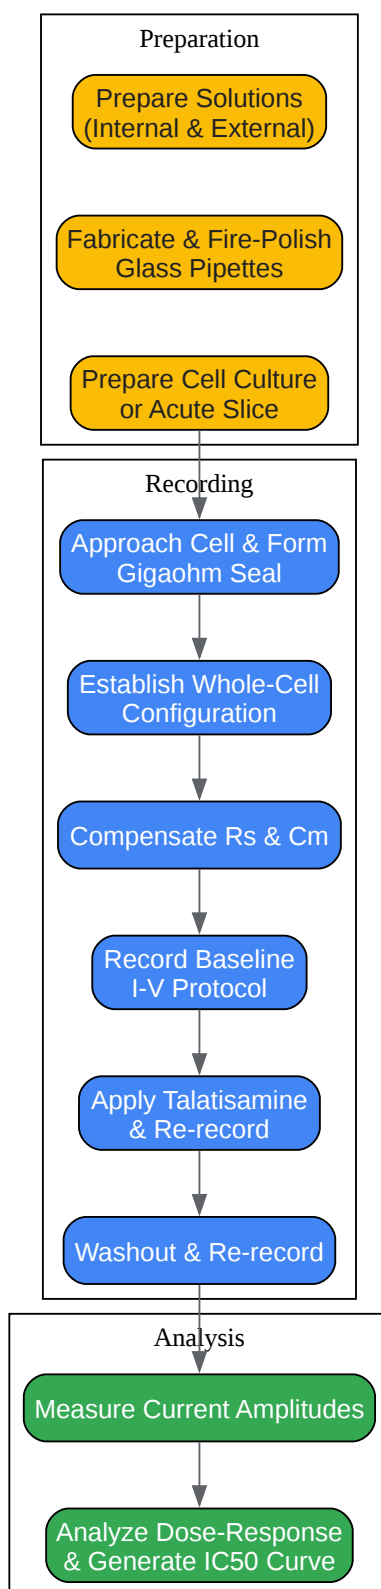 Preparation
Prepare Solutions
(Internal & External)
Fabricate & Fire-Polish
Glass Pipettes
Prepare Cell Culture
or Acute Slice
Recording
Approach Cell & Form
Gigaohm Seal
Establish Whole-Cell
Configuration
Compensate Rs & Cm
Record Baseline
I-V Protocol
Apply Talatisamine
& Re-record
Washout & Re-record
Analysis
Measure Current Amplitudes
Analyze Dose-Response
& Generate IC50 Curve